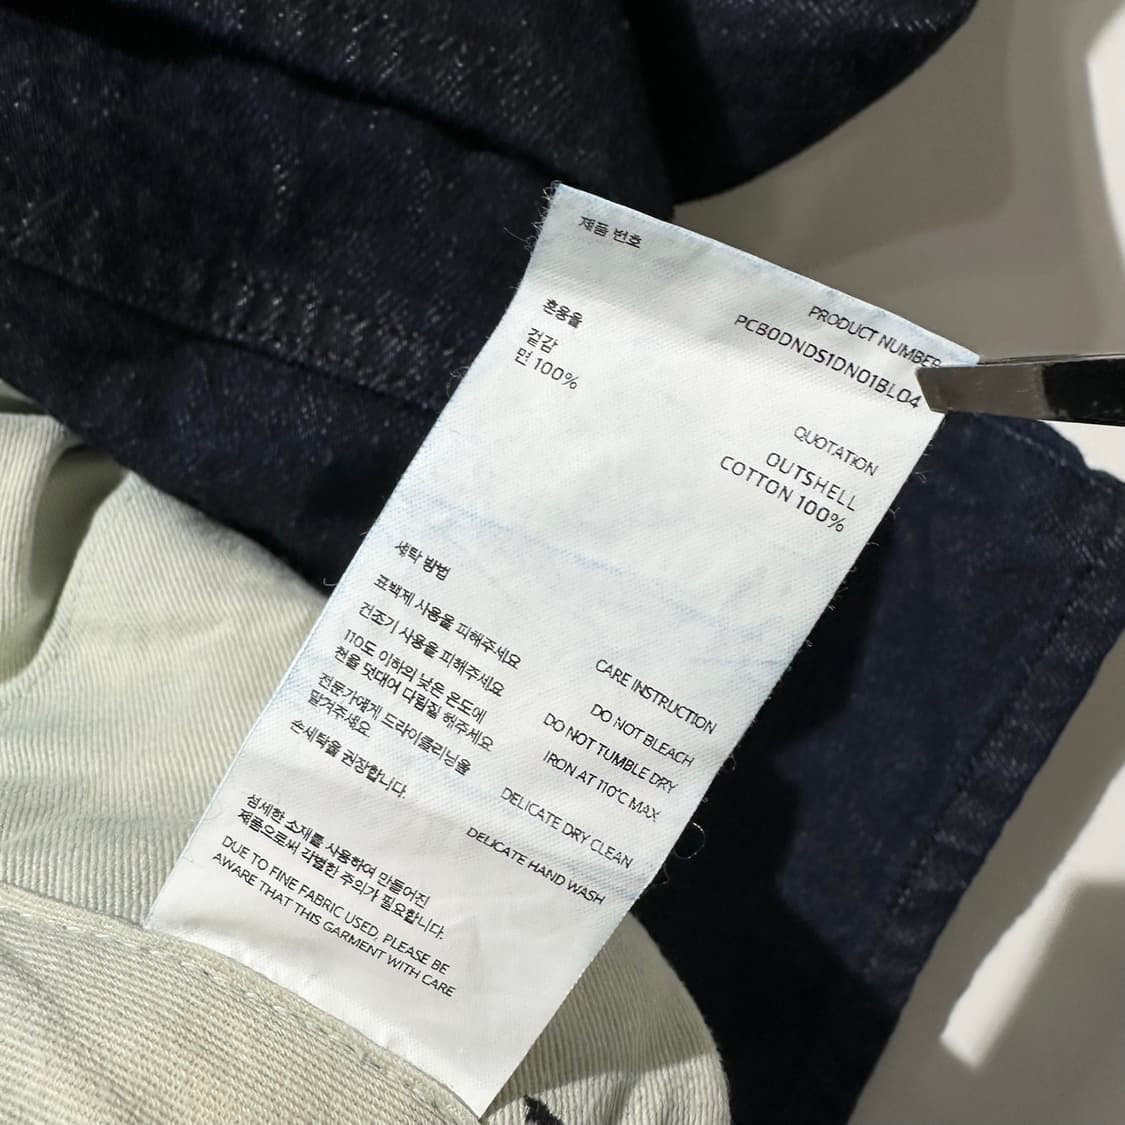 제품 번호
PRODUCT NUMBER
PCB0DNDS1DN01BL04
혼용율
겉감
면 100%
QUOTATION
OUTSHELL
COTTON 100%
세탁 방법
표백제 사용을 피해주세요
건조기 사용을 피해주세요
110도 이하의 낮은 온도에
천을 덧대어 다림질 해주세요
전문가에게 드라이클리닝을
맡겨주세요
손세탁을 권장합니다.
CARE INSTRUCTION
DO NOT BLEACH
DO NOT TUMBLE DRY
IRON AT 110°C MAX
DELICATE DRY CLEAN
DELICATE HAND WASH
섬세한 소재를 사용하여 만들어진
제품으로써 각별한 주의가 필요합니다.
DUE TO FINE FABRIC USED, PLEASE BE
AWARE THAT THIS GARMENT WITH CARE